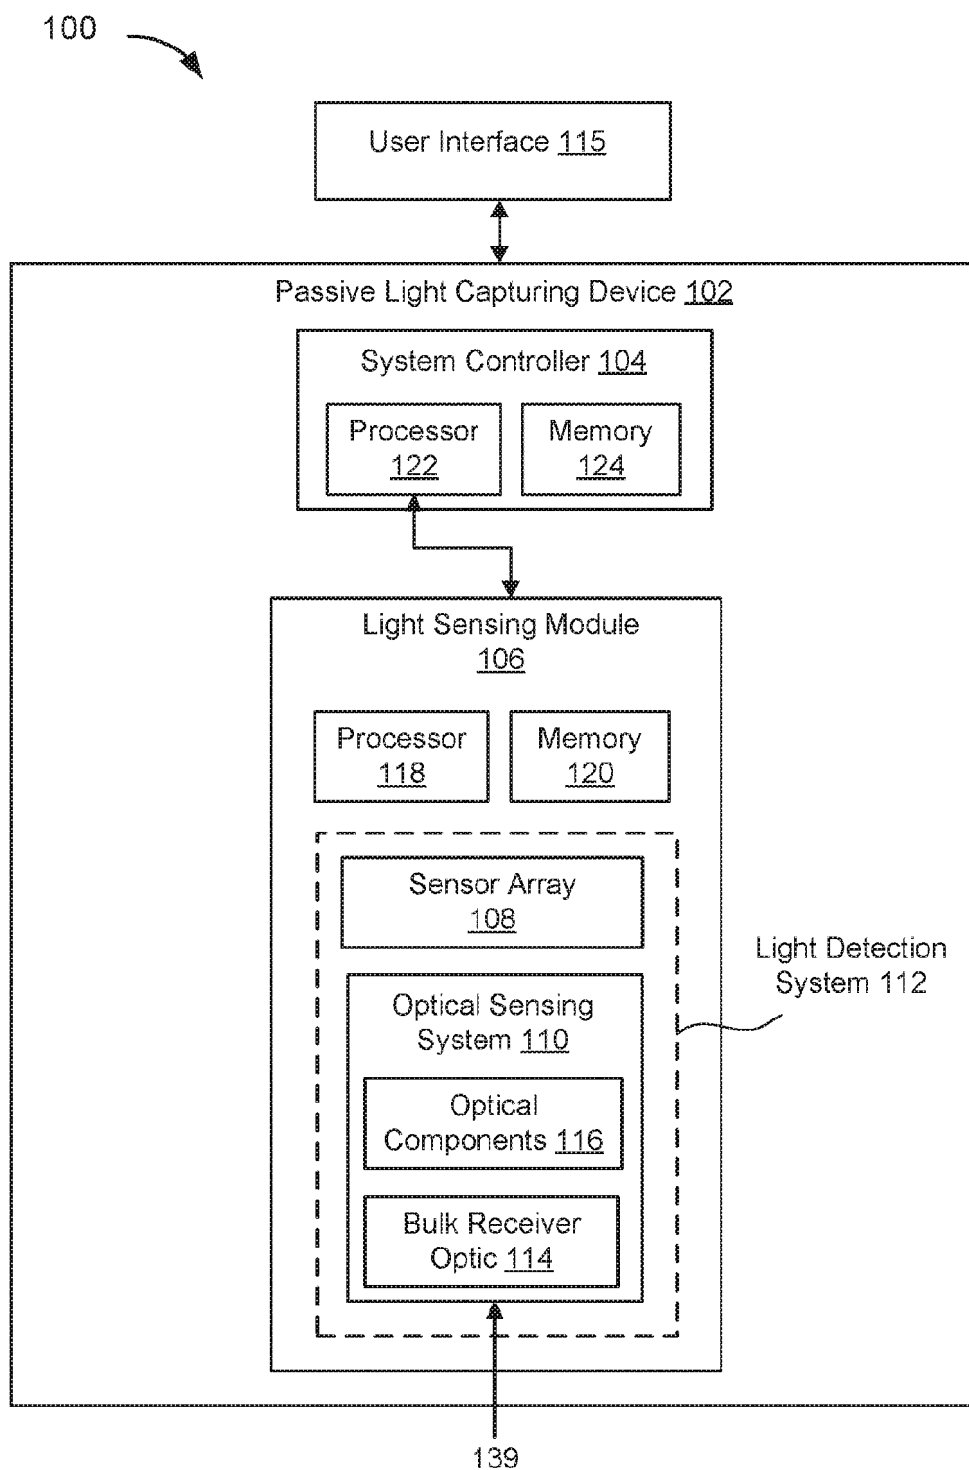 100
User Interface 115
Passive Light Capturing Device 102
System Controller 104
Processor
122
Memory
124
Light Sensing Module
106
Processor
118
Memory
120
Sensor Array
108
Light Detection
System 112
Optical Sensing
System 110
Optical
Components 116
Bulk Receiver
Optic 114
139